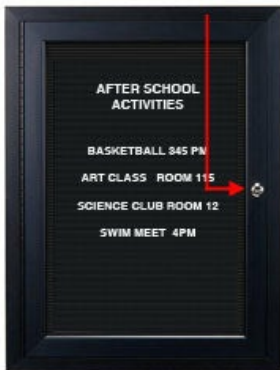 AFTER SCHOOL
ACTIVITIES
BASKETBALL 345 PM
ART CLASS ROOM 115
SCIENCE CLUB ROOM 12
SWIM MEET 4PM